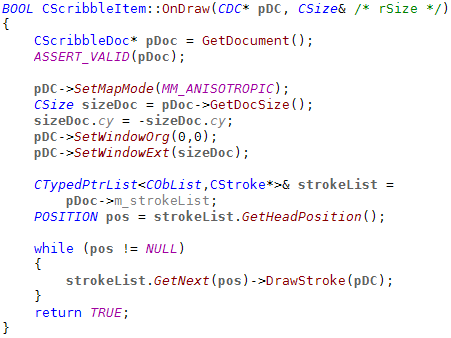 BOOL CScribbleItem::OnDraw(CDC* pDC, CSize& /* rSize */)
{
    CScribbleDoc* pDoc = GetDocument();
    ASSERT_VALID(pDoc);

    pDC->SetMapMode(MM_ANISOTROPIC);
    CSize sizeDoc = pDoc->GetDocSize();
    sizeDoc.cy = -sizeDoc.cy;
    pDC->SetWindowOrg(0,0);
    pDC->SetWindowExt(sizeDoc);

    CTypedPtrList<CObList,CStroke*>& strokeList =
        pDoc->m_strokeList;
    POSITION pos = strokeList.GetHeadPosition();

    while (pos != NULL)
    {
        strokeList.GetNext(pos)->DrawStroke(pDC);
    }
    return TRUE;
}